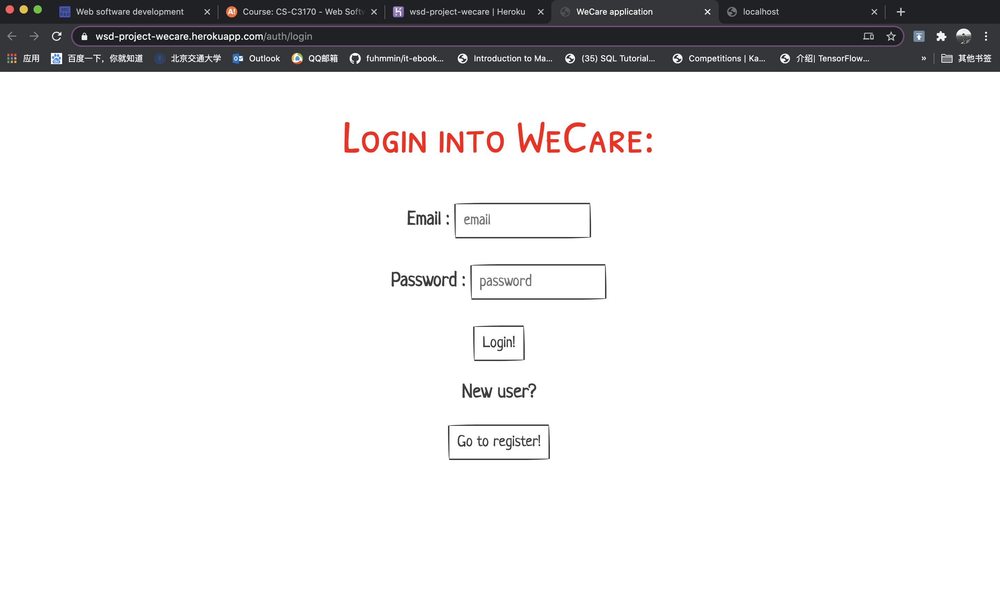 101: D&D Web software development
A! Course: CS-C3170 - Web Softw
wsd-project-wecare | Heroku
WeCare application
localhost
wsd-project-wecare.herokuapp.com/auth/login
应用
du 百度一下，你就知道
北京交通大学
Outlook
QQ邮箱
fuhmmin/it-ebook...
Introduction to Ma...
(35) SQL Tutorial...
Competitions | Ka...
介绍| TensorFlow...
»
其他书签
Login into WeCare:
Email : email
Password : password
Login!
New user?
Go to register!